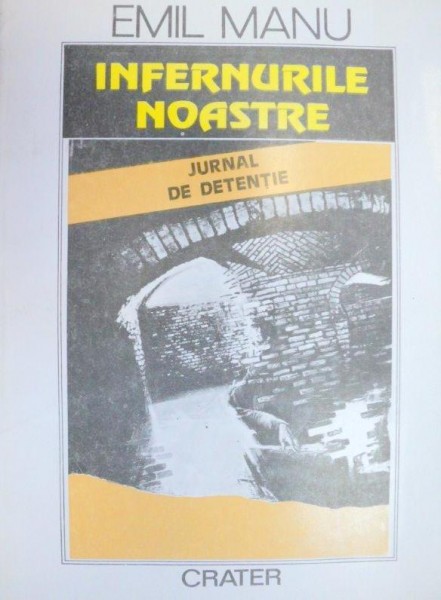 EMIL MANU
INFERNURILE
NOASTRE
JURNAL
DE DETENȚIE
CRATER